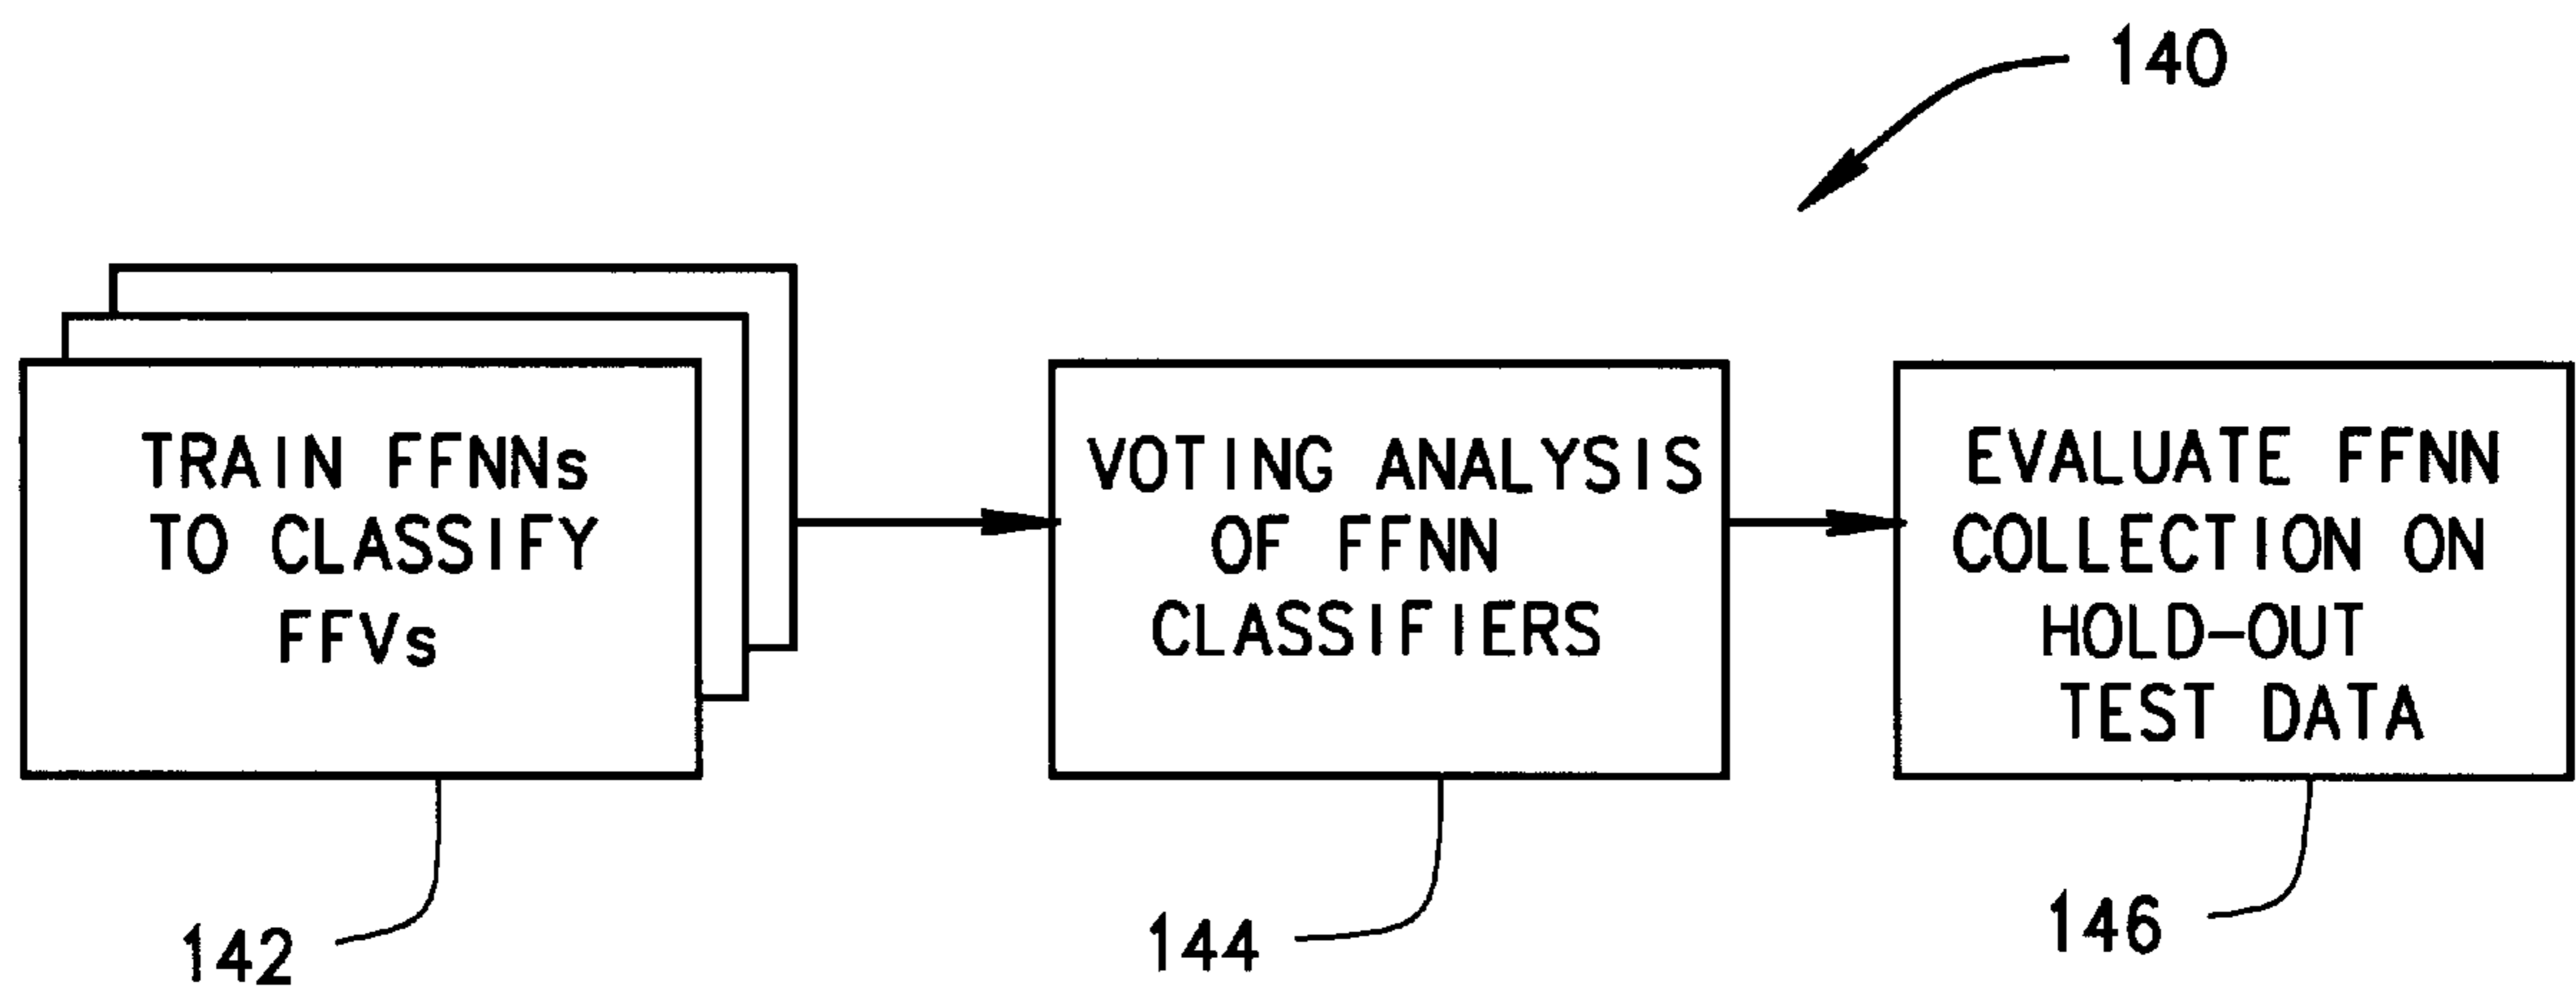 140
TRAIN FFNNs
TO CLASSIFY
FFVs
VOTING ANALYSIS
OF FFNN
CLASSIFIERS
EVALUATE FFNN
COLLECTION ON
HOLD-OUT
TEST DATA
142
144
146